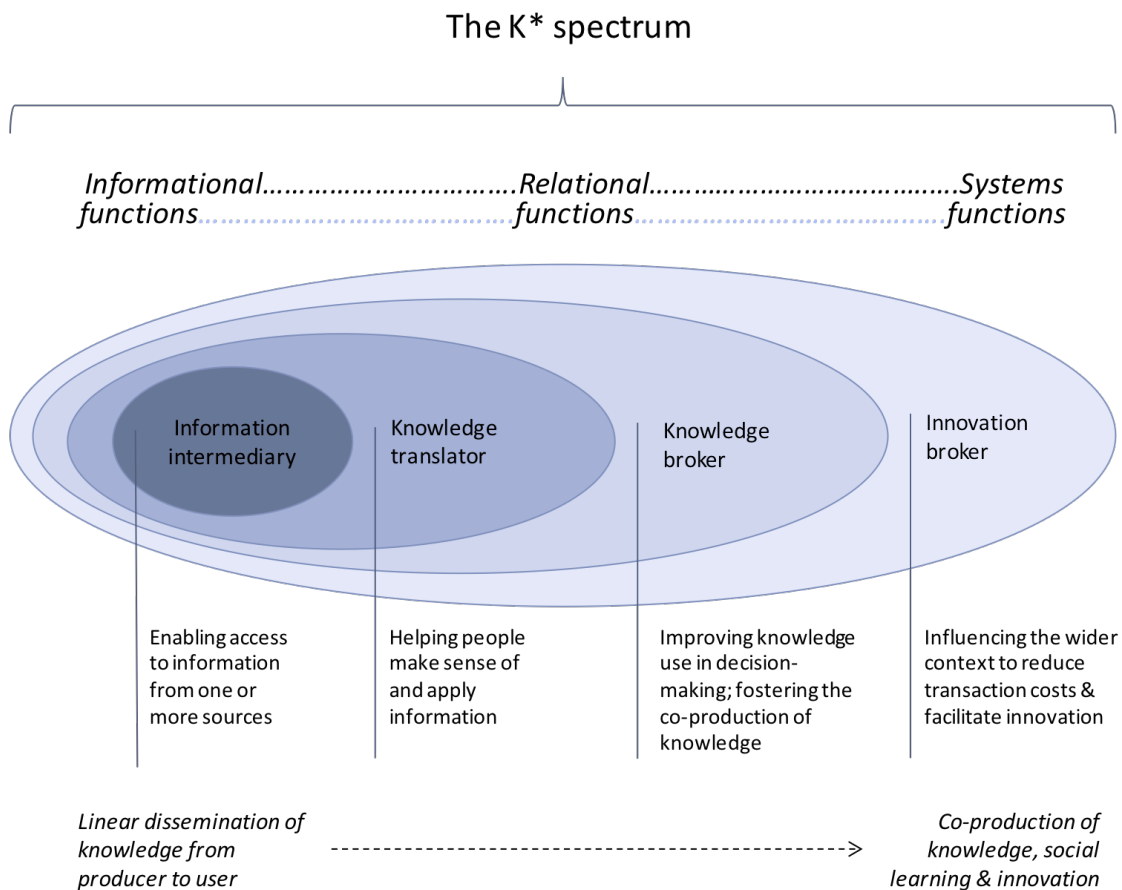 The K* spectrum
Informational……………………………….Relational……………………………………..….Systems
functions……………………………………….functions……………………………………….functions
Information
intermediary
Knowledge
translator
Knowledge
broker
Innovation
broker
Enabling access
to information
from one or
more sources
Helping people
make sense of
and apply
information
Improving knowledge
use in decision-
making; fostering the
co-production of
knowledge
Influencing the wider
context to reduce
transaction costs &
facilitate innovation
Linear dissemination of
knowledge from
producer to user
Co-production of
knowledge, social
learning & innovation